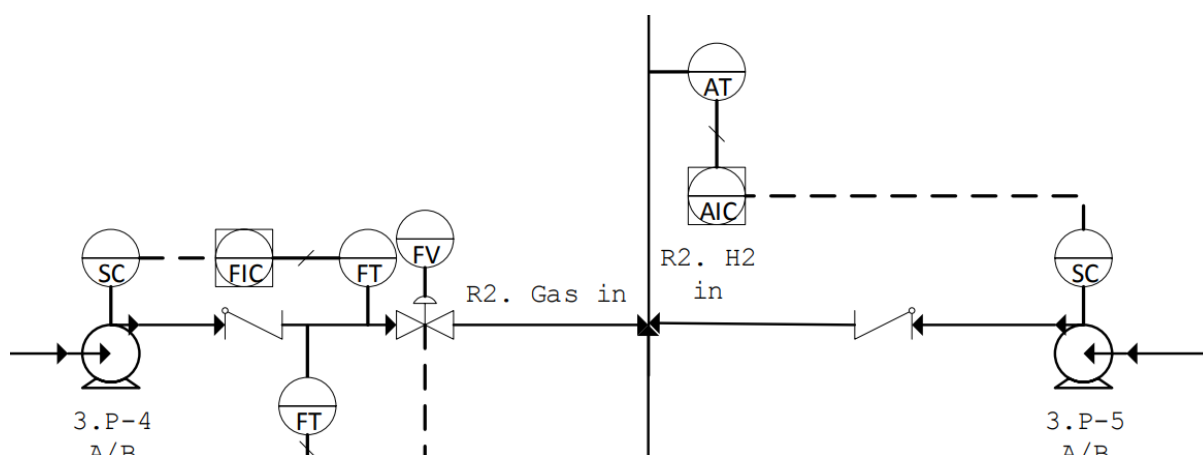 AT
AIC
SC
FIC
FT
FV
R2. H2
in
SC
R2. Gas in
FT
3.P-4
A/B
3.P-5
A/B